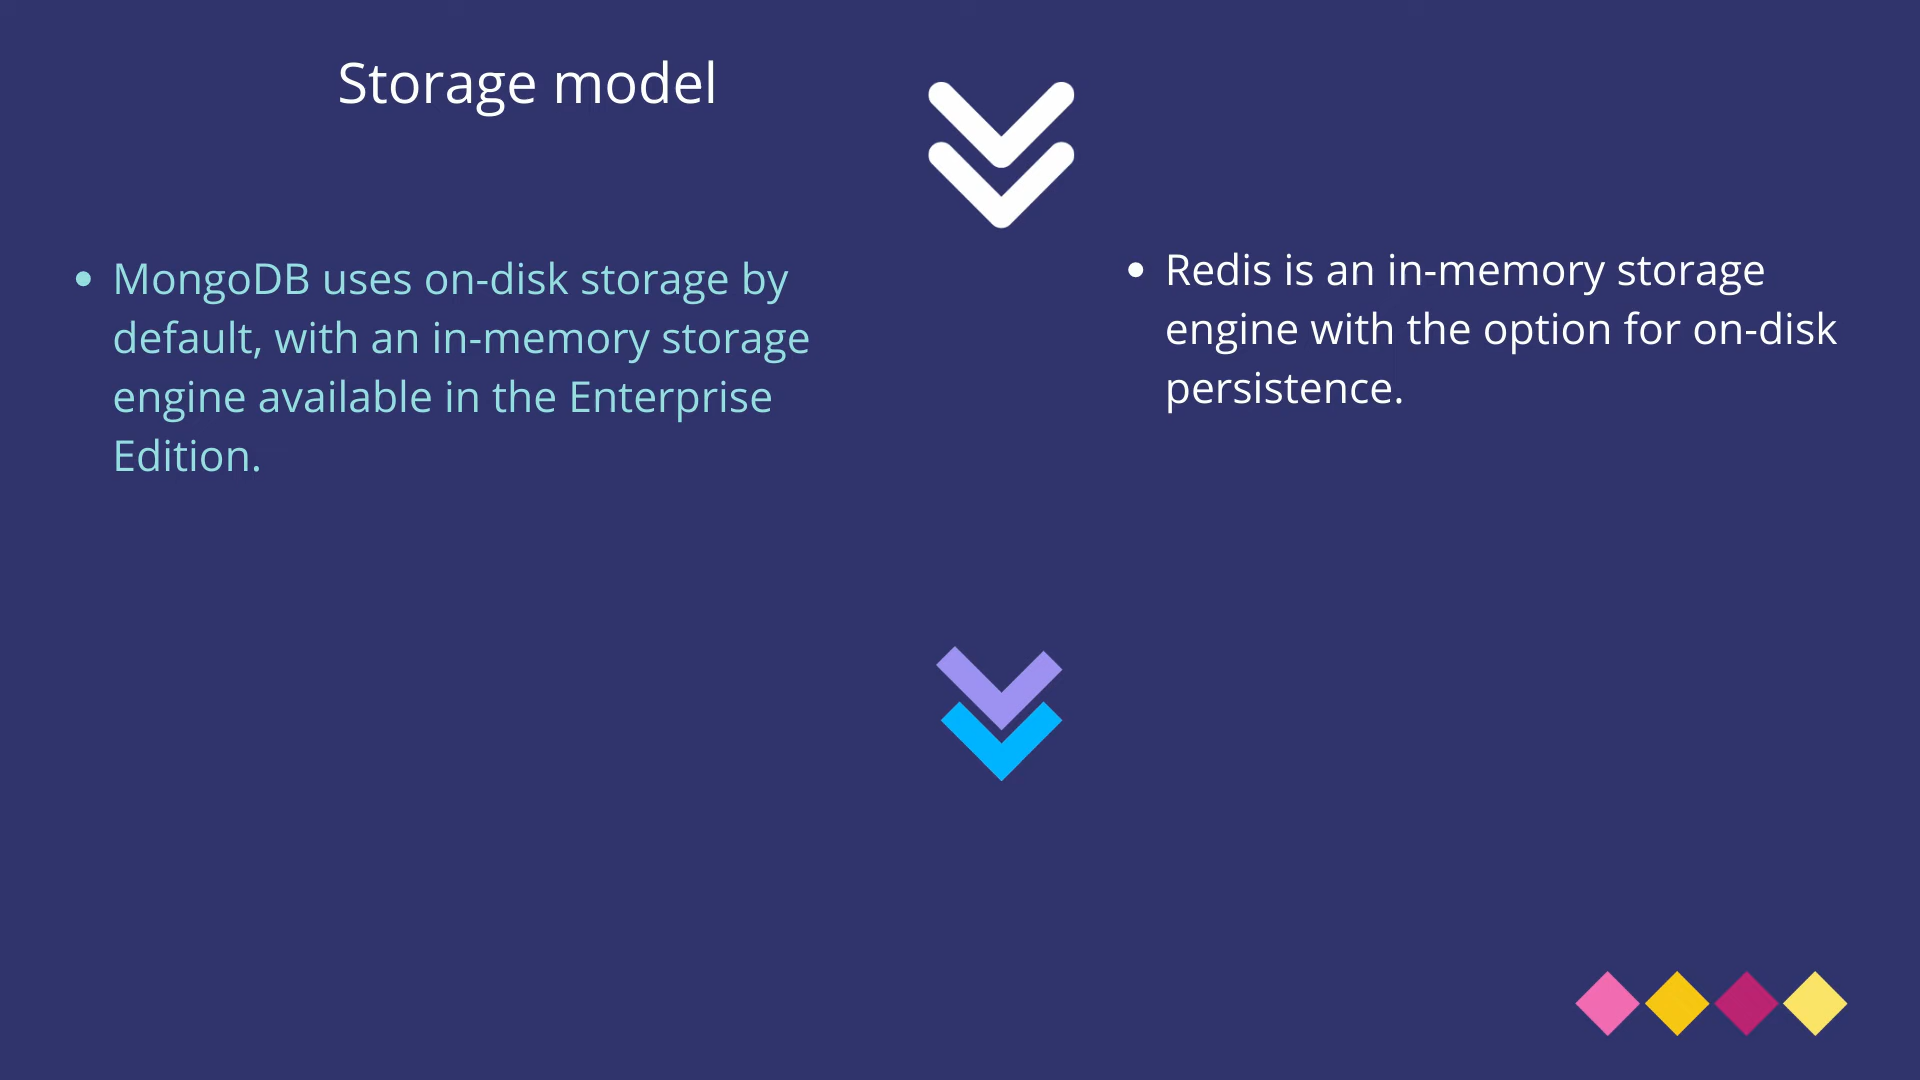 Storage model
• MongoDB uses on-disk storage by
default, with an in-memory storage
engine available in the Enterprise
Edition.
• Redis is an in-memory storage
engine with the option for on-disk
persistence.